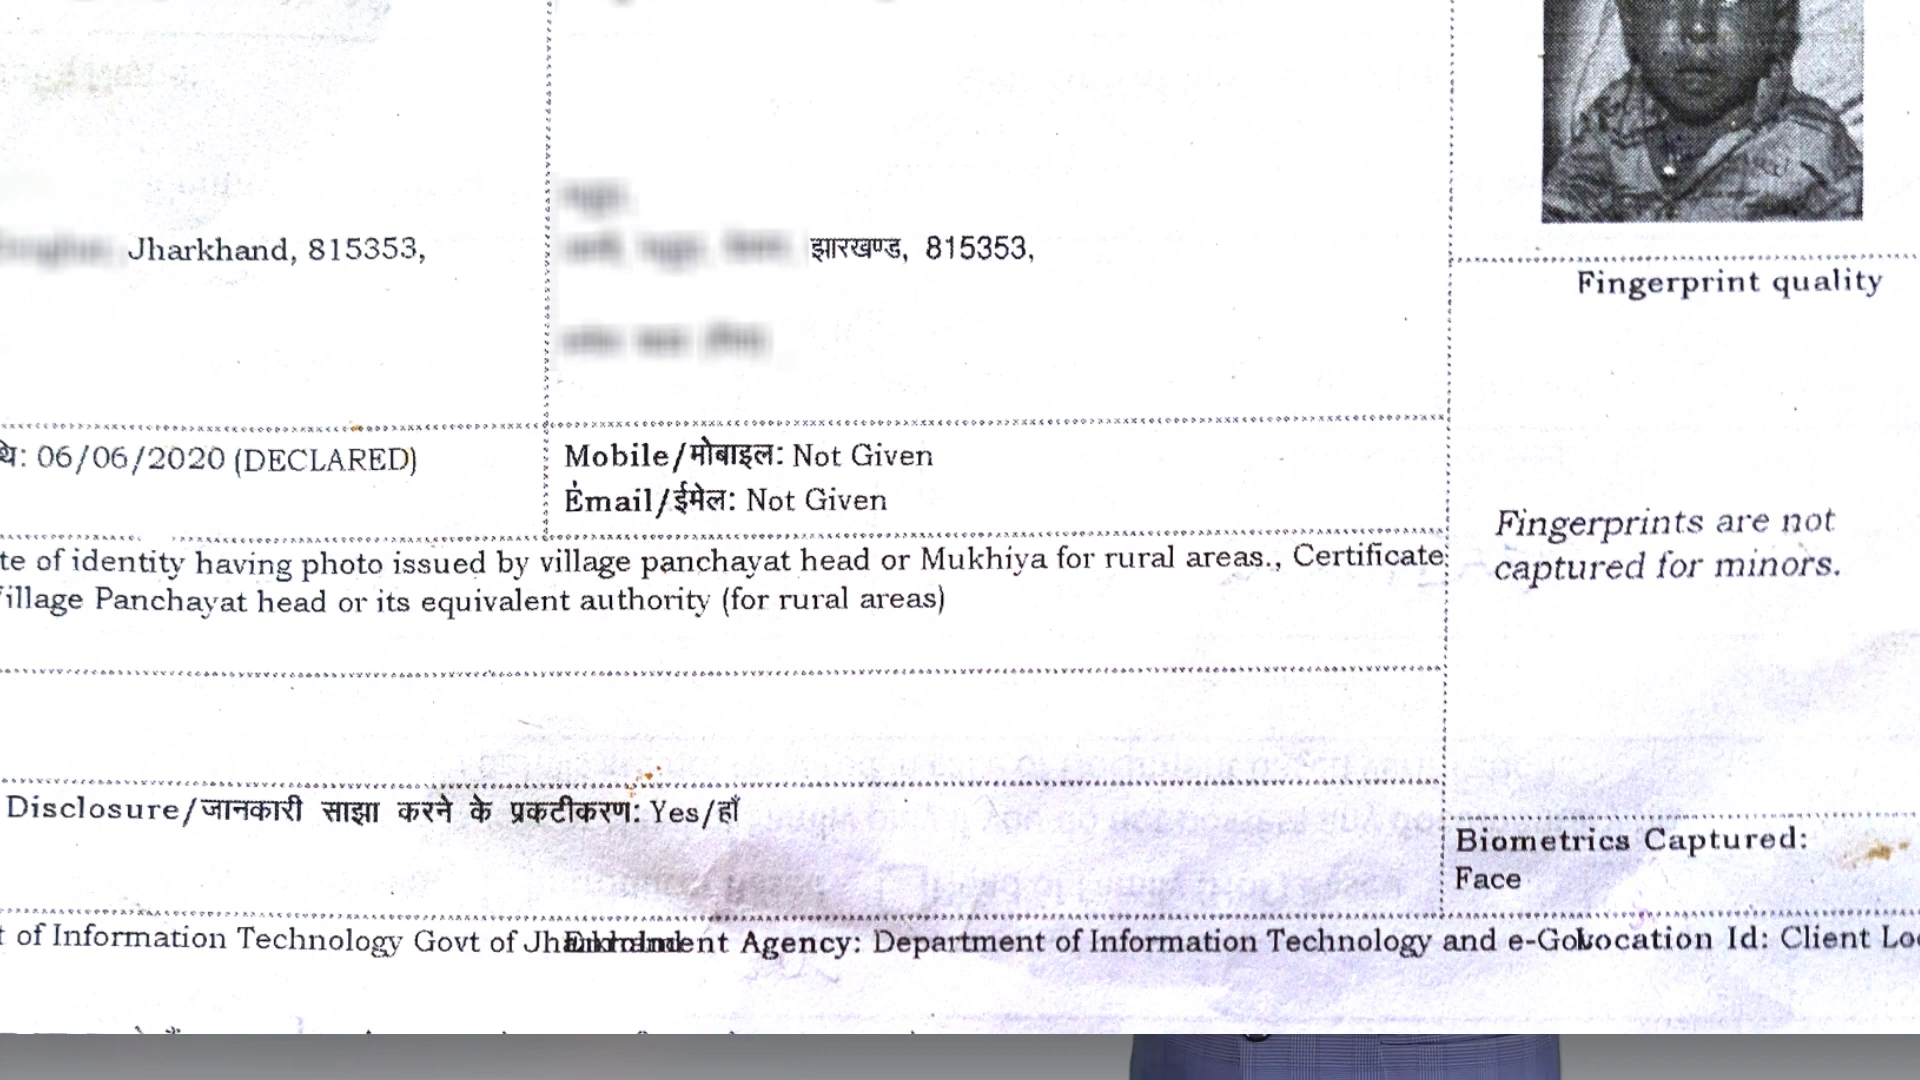 Jharkhand, 815353,
झारखण्ड, 815353,
Fingerprint quality
थि: 06/06/2020 (DECLARED)
Mobile/मोबाइल: Not Given
Email/ईमेल: Not Given
Fingerprints are not
captured for minors.
te of identity having photo issued by village panchayat head or Mukhiya for rural areas., Certificate
illage Panchayat head or its equivalent authority (for rural areas)
Disclosure/जानकारी साझा करने के प्रकटीकरण: Yes/हाँ
Biometrics Captured:
Face
t of Information Technology Govt of Jharkhand
Enrolment Agency: Department of Information Technology and e-Gov
Location Id: Client Loc